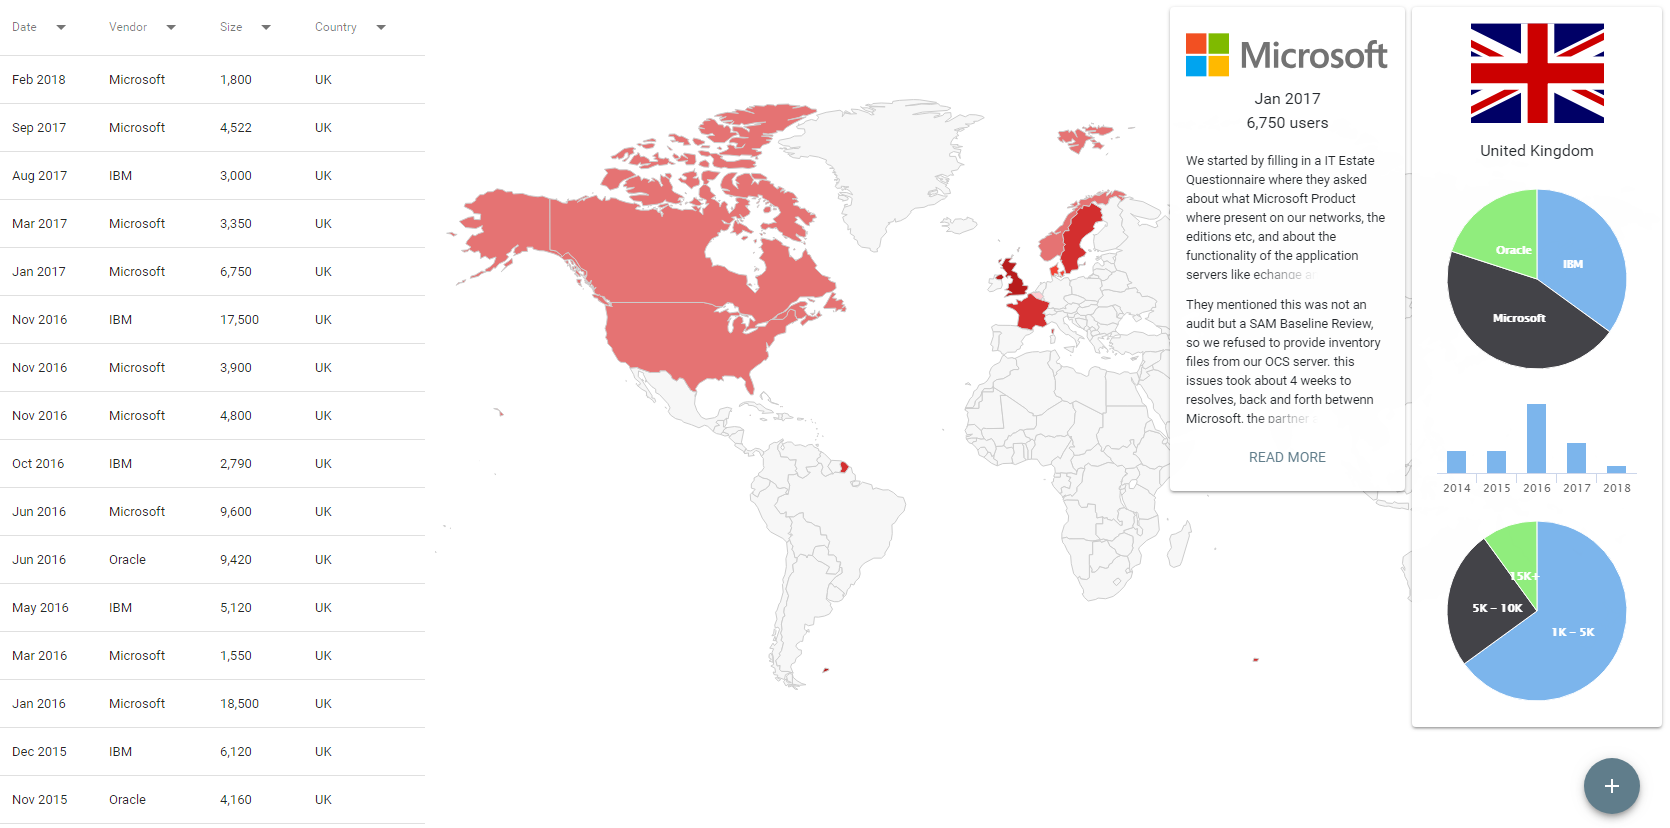 Date Vendor Size Country
Feb 2018 Microsoft 1,800 UK
Sep 2017 Microsoft 4,522 UK
Aug 2017 IBM 3,000 UK
Mar 2017 Microsoft 3,350 UK
Jan 2017 Microsoft 6,750 UK
Nov 2016 IBM 17,500 UK
Nov 2016 Microsoft 3,900 UK
Nov 2016 Microsoft 4,800 UK
Oct 2016 IBM 2,790 UK
Jun 2016 Microsoft 9,600 UK
Jun 2016 Oracle 9,420 UK
May 2016 IBM 5,120 UK
Mar 2016 Microsoft 1,550 UK
Jan 2016 Microsoft 18,500 UK
Dec 2015 IBM 6,120 UK
Nov 2015 Oracle 4,160 UK
Microsoft
Jan 2017
6,750 users
We started by filling in a IT Estate
Questionnaire where they asked
about what Microsoft Product
where present on our networks, the
editions etc, and about the
functionality of the application
servers like echange
They mentioned this was not an
audit but a SAM Baseline Review,
so we refused to provide inventory
files from our OCS server. this
issues took about 4 weeks to
resolves, back and forth betwenn
Microsoft, the partner
READ MORE
United Kingdom
Oracle
IBM
Microsoft
2014 2015 2016 2017 2018
15K+
5K – 10K
1K – 5K